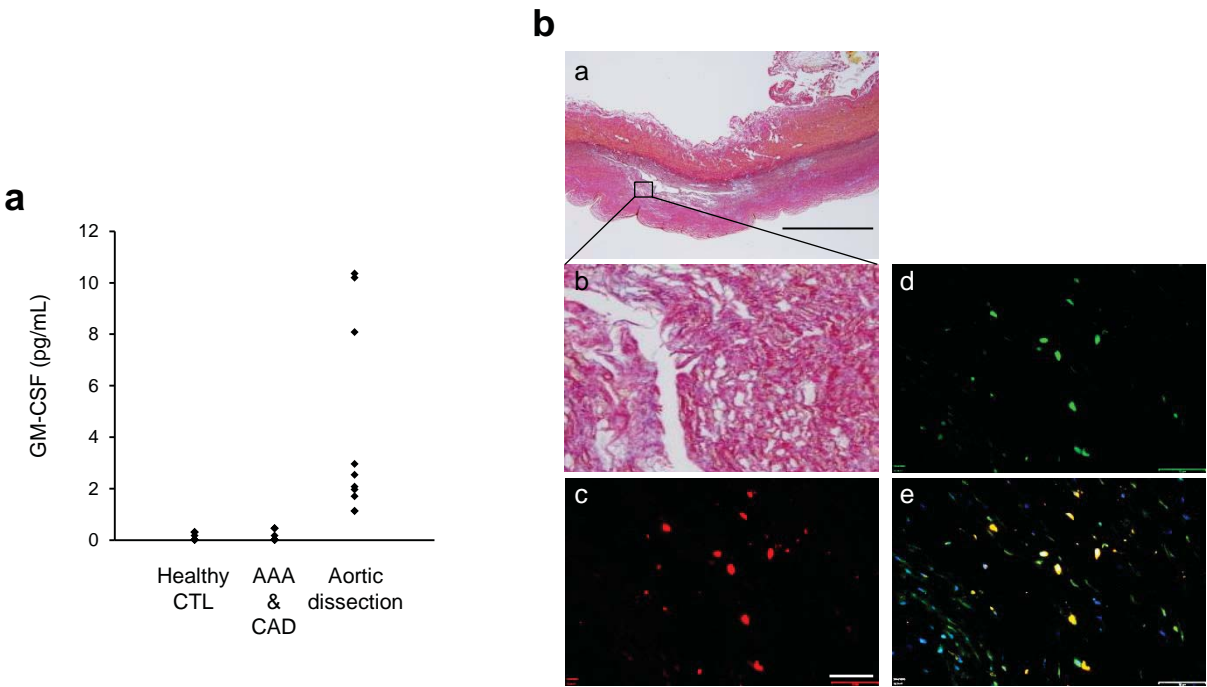 a
12
10
8
6
4
2
0
GM-CSF (pg/mL)
Healthy
CTL
AAA
&
CAD
Aortic
dissection
b
a
b
d
c
e